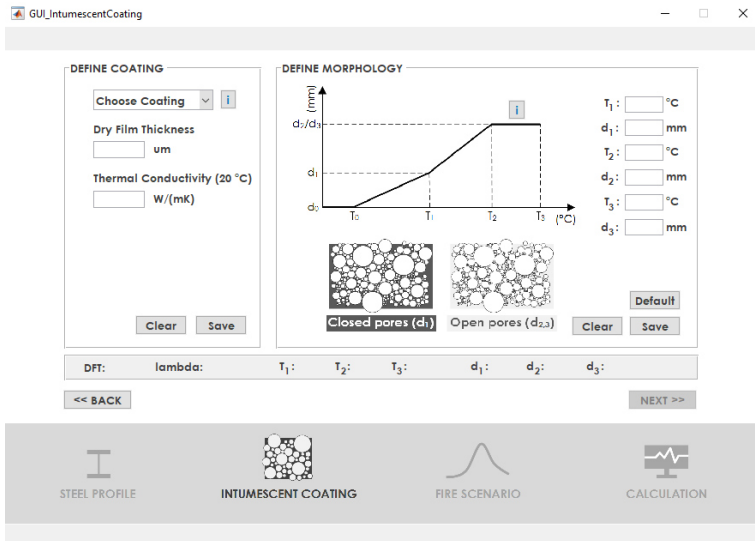 GUI_IntumescentCoating
DEFINE COATING
Choose Coating
i
Dry Film Thickness
um
Thermal Conductivity (20 °C)
W/(mK)
Clear
Save
DEFINE MORPHOLOGY
(mm)
i
d₂/d₃
d₁
d₀
T₀
T₁
T₂
T₃
(°C)
Closed pores (d₁)
Open pores (d₂,₃)
T₁: °C
d₁: mm
T₂: °C
d₂: mm
T₃: °C
d₃: mm
Default
Clear
Save
DFT: lambda: T₁: T₂: T₃: d₁: d₂: d₃:
<< BACK
NEXT >>
STEEL PROFILE
INTUMESCENT COATING
FIRE SCENARIO
CALCULATION